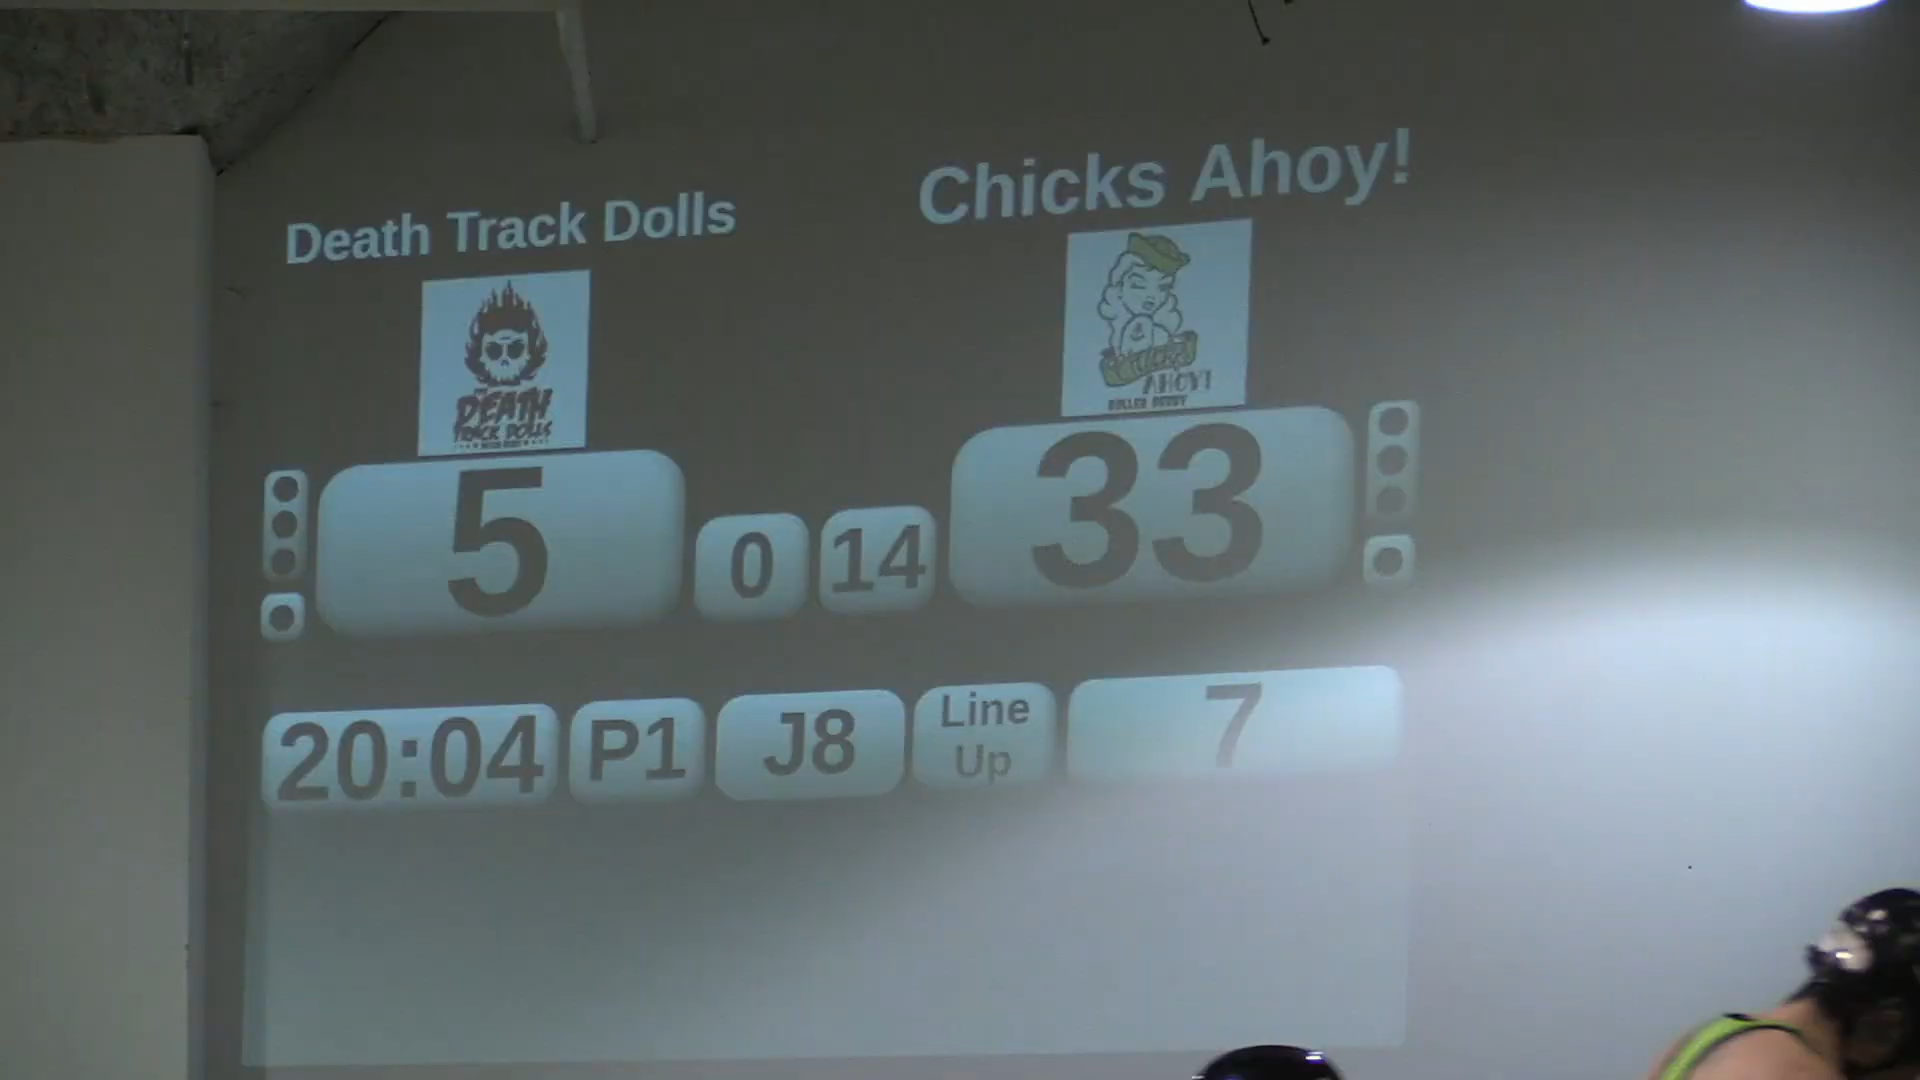 Death Track Dolls
Chicks Ahoy!
DEATH
TRACK DOLLS
AHOY!
ROLLER DERBY
5
0
14
33
20:04
P1
J8
Line
Up
7